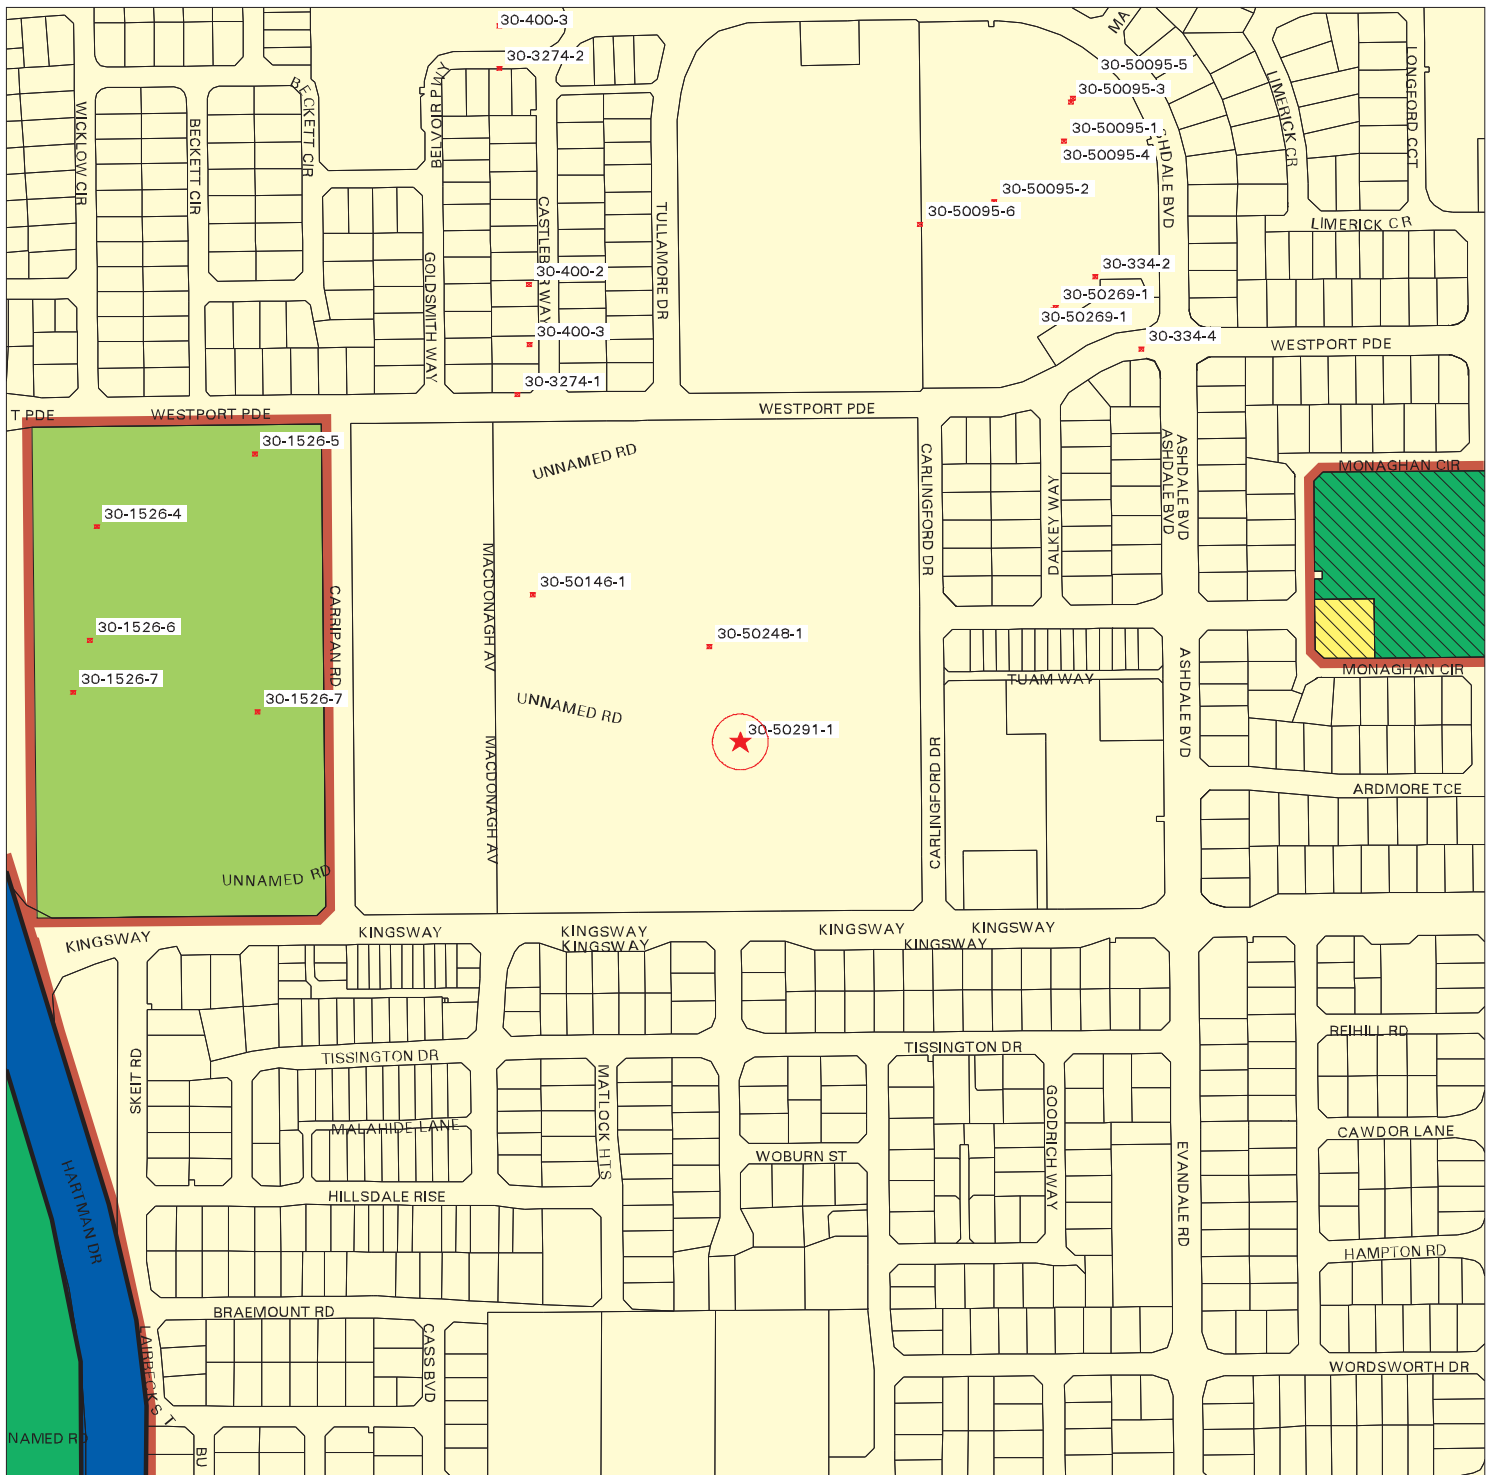 30-400-3
MA
30-3274-2
30-50095-5
BECKETT CIR
BELVOIR PWY
30-50095-3
LIMERICK CR
LONGFORD CCT
WICKLOW CIR
BECKETT CIR
30-50095-1
30-50095-4
SHDALE BVD
30-50095-2
30-50095-6
LIMERICK CR
CASTLEB R WAY
TULLAMORE DR
GOLDSMITH WAY
30-400-2
30-334-2
30-50269-1
30-50269-1
30-400-3
30-334-4
WESTPORT PDE
30-3274-1
T PDE
WESTPORT PDE
WESTPORT PDE
30-1526-5
UNNAMED RD
CARLINGFORD DR
DALKEY WAY
ASHDALE BVD
ASHDALE BVD
MONAGHAN CIR
30-1526-4
MACDONAGH AV
30-50146-1
30-1526-6
CARRIPAN RD
30-50248-1
30-1526-7
30-1526-7
UNNAMED RD
TUAM WAY
ASHDALE BVD
MONAGHAN CIR
30-50291-1
MACDONAGH AV
CARLINGFORD DR
ARDMORE TCE
UNNAMED RD
KINGSWAY
KINGSWAY
KINGSWAY
KINGSWAY
KINGSWAY
KINGSWAY
KINGSWAY
REIHILL RD
SKEIT RD
TISSINGTON DR
TISSINGTON DR
MATLOCK HTS
GOODRICH WAY
MALAHIDE LANE
CAWDOR LANE
WOBURN ST
EVANDALE RD
HARTMAN DR
HILLSDALE RISE
HAMPTON RD
BRAEMOUNT RD
LAIRBECKS T
CASS BVD
WORDSWORTH DR
NAMED RD
BU